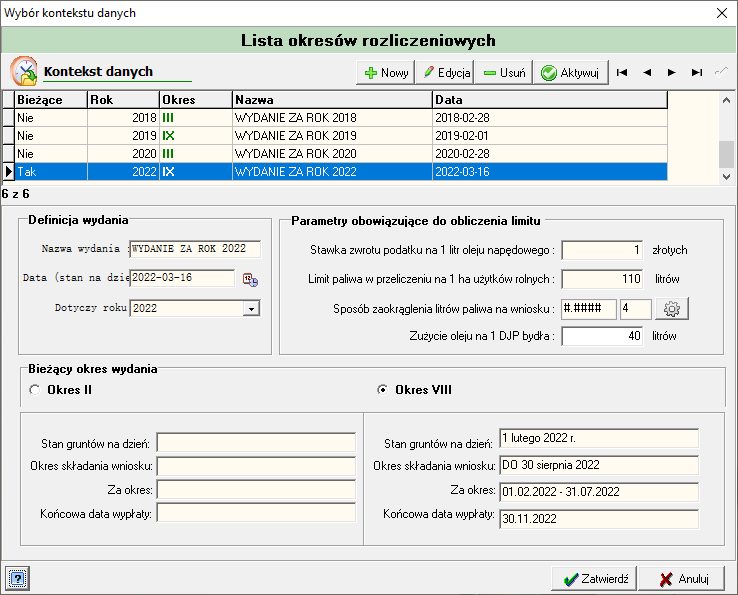 Wybór kontekstu danych
Lista okresów rozliczeniowych
Kontekst danych
Nowy Edycja Usuń Aktywuj
Bieżące Rok Okres Nazwa Data
Nie 2018 III WYDANIE ZA ROK 2018 2018-02-28
Nie 2019 IX WYDANIE ZA ROK 2019 2019-02-01
Nie 2020 III WYDANIE ZA ROK 2020 2020-02-28
Tak 2022 IX WYDANIE ZA ROK 2022 2022-03-16
6 z 6
Definicja wydania
Nazwa wydania : WYDANIE ZA ROK 2022
Data (stan na dzie 2022-03-16
Dotyczy roku 2022
Parametry obowiązujące do obliczenia limitu
Stawka zwrotu podatku na 1 litr oleju napędowego : 1 złotych
Limit paliwa w przeliczeniu na 1 ha użytków rolnych : 110 litrów
Sposób zaokrąglenia litrów paliwa na wniosku : #.#### 4
Zużycie oleju na 1 DJP bydła : 40 litrów
Bieżący okres wydania
Okres II
Okres VIII
Stan gruntów na dzień:
Okres składania wniosku:
Za okres:
Końcowa data wypłaty:
Stan gruntów na dzień: 1 lutego 2022 r.
Okres składania wniosku: DO 30 sierpnia 2022
Za okres: 01.02.2022 - 31.07.2022
Końcowa data wypłaty: 30.11.2022
? Zatwierdź Anuluj